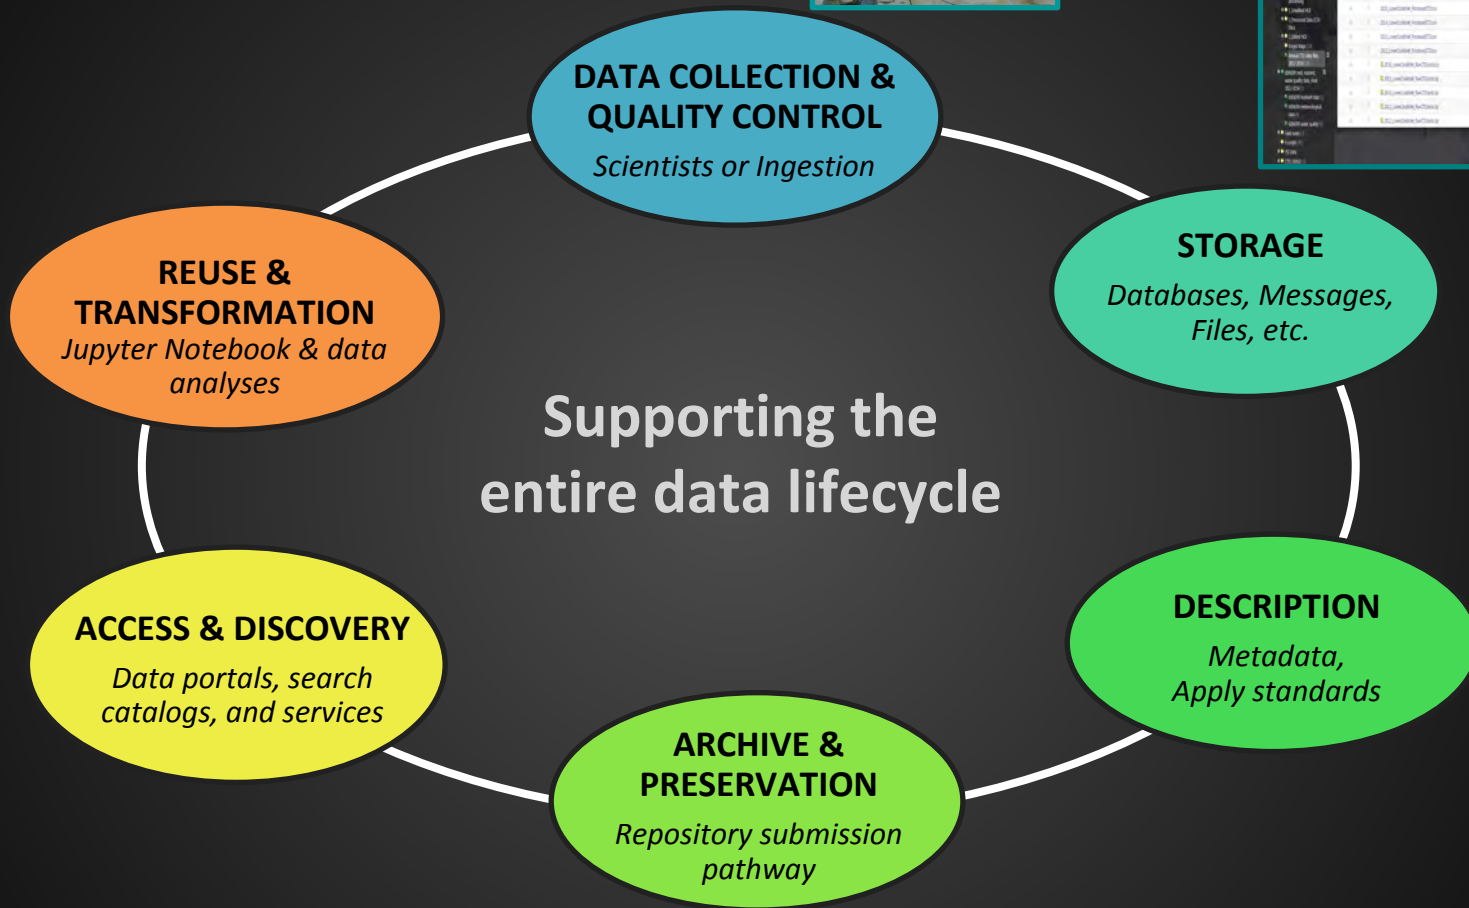 DATA COLLECTION &
QUALITY CONTROL
Scientists or Ingestion
STORAGE
Databases, Messages,
Files, etc.
DESCRIPTION
Metadata,
Apply standards
ARCHIVE &
PRESERVATION
Repository submission
pathway
ACCESS & DISCOVERY
Data portals, search
catalogs, and services
REUSE &
TRANSFORMATION
Jupyter Notebook & data
analyses
Supporting the
entire data lifecycle